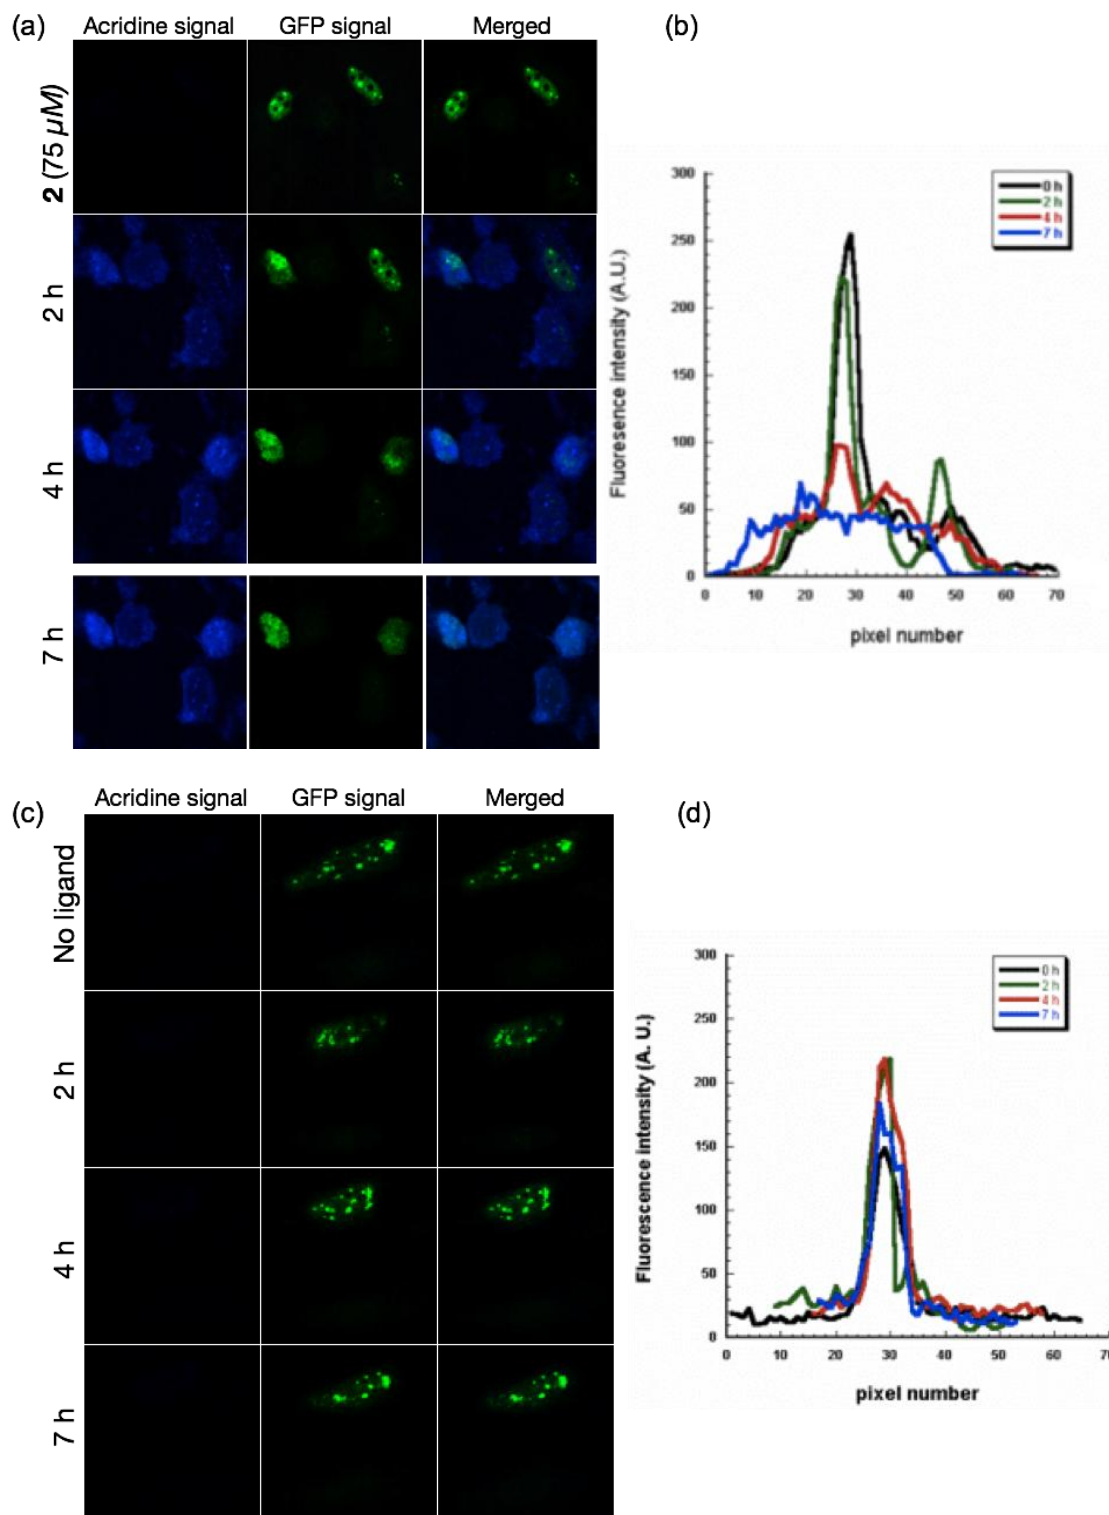 (a)
Acridine signal GFP signal Merged
2 (75 µM)
2 h
4 h
7 h
(b)
Fluoresence intensity (A.U.)
300
250
200
150
100
50
0
0 10 20 30 40 50 60 70
pixel number
0 h
2 h
4 h
7 h
(c)
Acridine signal GFP signal Merged
No ligand
2 h
4 h
7 h
(d)
Fluorescence intensity (A. U.)
300
250
200
150
100
50
0
0 10 20 30 40 50 60 70
pixel number
0 h
2 h
4 h
7 h